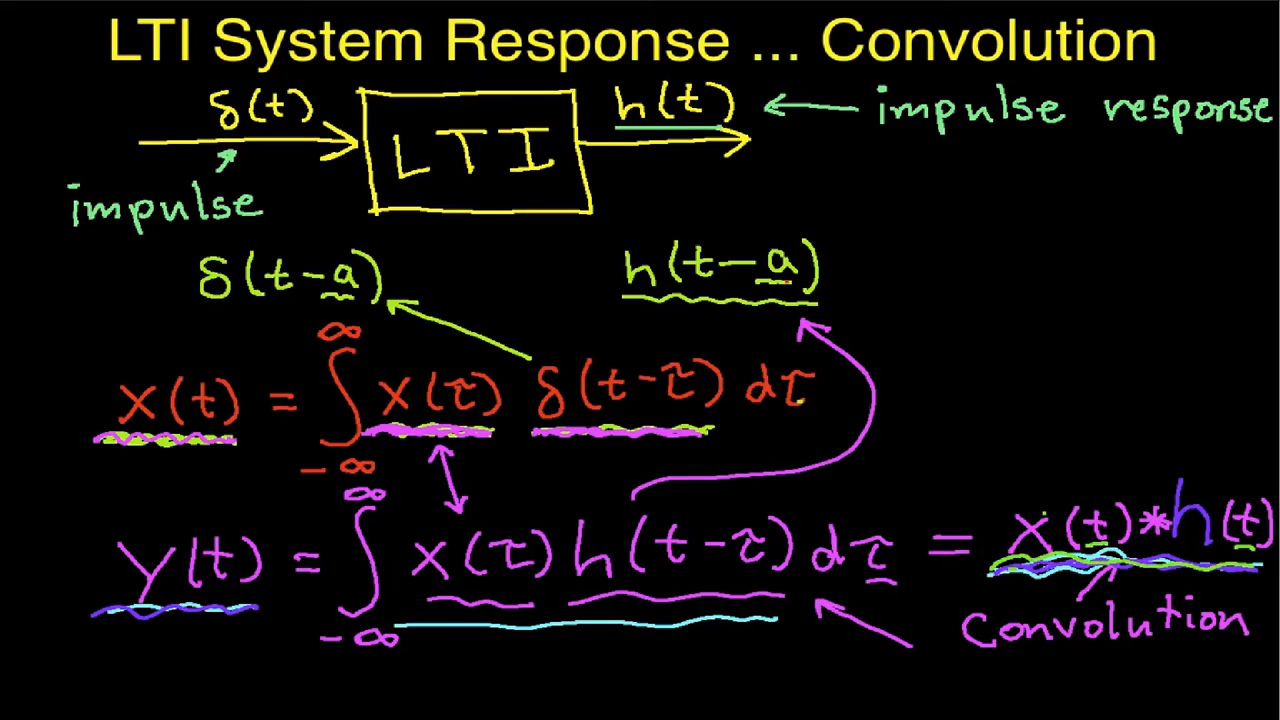 LTI System Response ... Convolution
δ(t) LTI h(t) ← impulse response
impulse
δ(t-a) h(t-a)
x(t) = ∫_{-∞}^{∞} x(τ) δ(t-τ) dτ
y(t) = ∫_{-∞}^{∞} x(τ) h(t-τ) dτ = x(t)*h(t)
Convolution